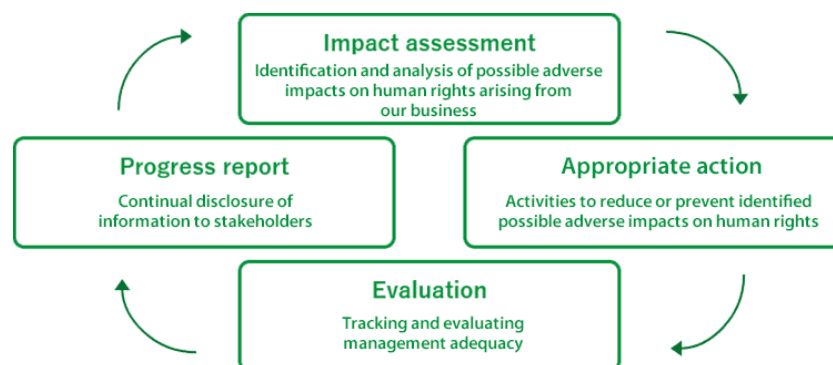 Impact assessment
Identification and analysis of possible adverse
impacts on human rights arising from
our business
Progress report
Continual disclosure of
information to stakeholders
Appropriate action
Activities to reduce or prevent identified
possible adverse impacts on human rights
Evaluation
Tracking and evaluating
management adequacy